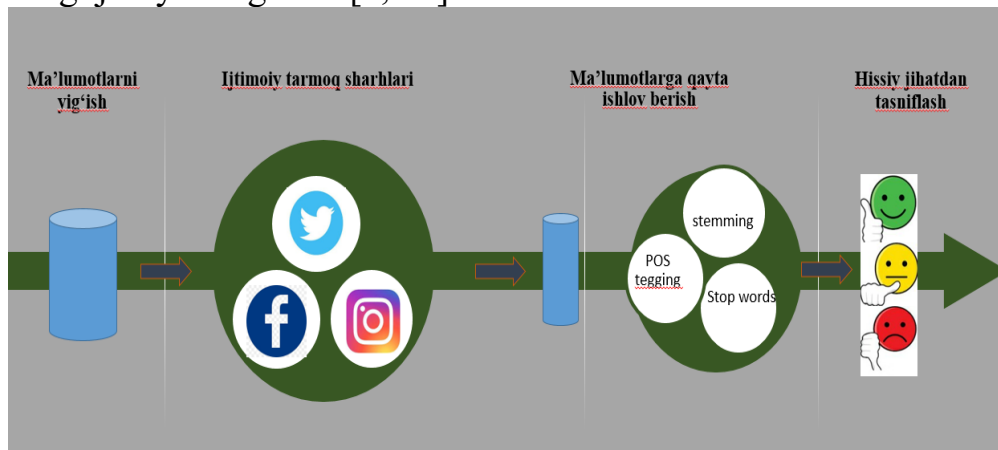 Ma’lumotlarni
yig‘ish
Ijtimoiy tarmoq sharhlari
Ma’lumotlarga qayta
ishlov berish
Hissiy jihatdan
tasniflash
stemming
POS
tegging
Stop words